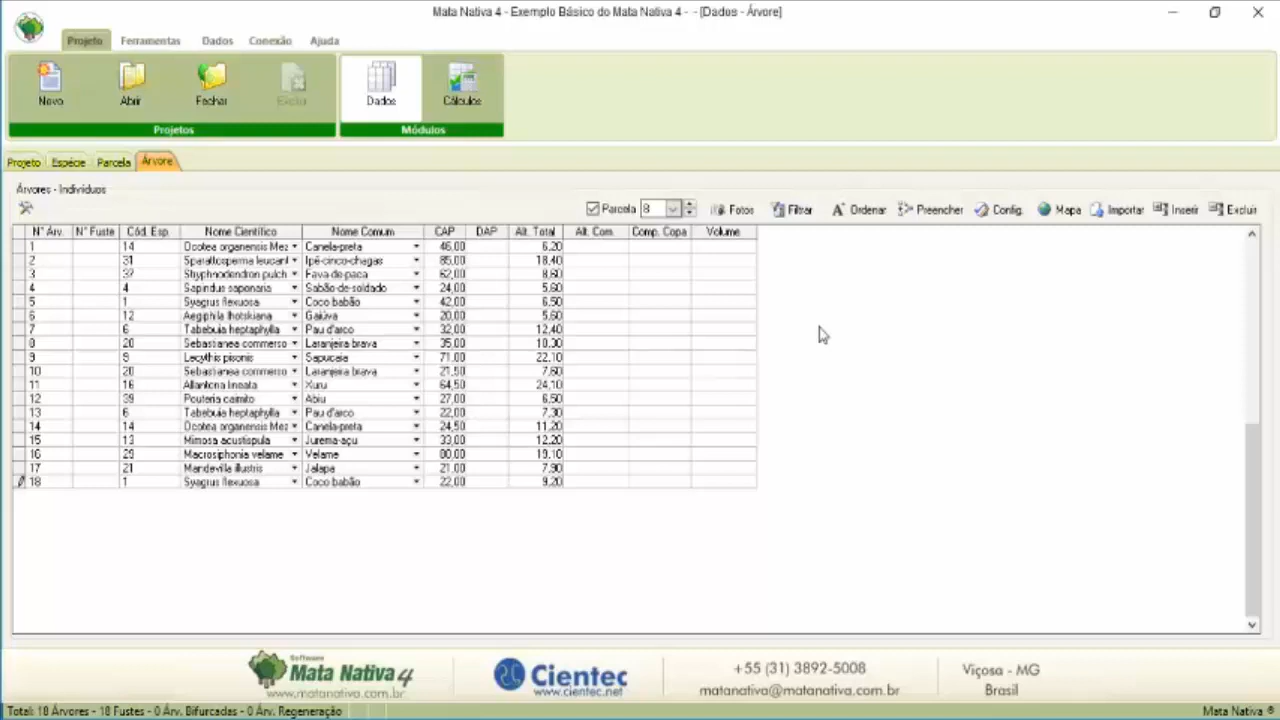 Mata Nativa 4 - Exemplo Básico do Mata Nativa 4 - - [Dados - Árvore]
Projeto Ferramentas Dados Conexão Ajuda
Novo Abrir Fechar Excluir Dados Cálculos
Projetos Módulos
Projeto Espécie Parcela Árvore
Árvores - Indivíduos
Parcela 8 Fotos Filtrar Ordenar Preencher Config. Mapa Importar Inserir Excluir
N° Árv. N° Fuste Cód. Esp. Nome Científico Nome Comum CAP DAP Alt. Total Alt. Com. Comp. Copa Volume
1 14 Ocotea organensis Mez Canela-preta 46,00 6,20
2 31 Sparattosperma leucant Ipê-cinco-chagas 85,00 18,40
3 37 Stryphnodendron pulch Fava-de-paca 62,00 8,60
4 4 Sapindus saponaria Sabão-de-soldado 24,00 5,60
5 1 Syagrus flexuosa Coco babão 42,00 6,50
6 12 Aegiphila lhotskiana Gaiúva 20,00 5,60
7 6 Tabebuia heptaphylla Pau d'arco 32,00 12,40
8 20 Sebastianea commerso Laranjeira brava 35,00 10,30
9 9 Lecythis pisonis Sapucaia 71,00 22,10
10 20 Sebastianea commerso Laranjeira brava 21,50 7,60
11 16 Allantoma lineata Xuru 64,50 24,10
12 39 Pouteria caimito Abiu 27,00 6,50
13 6 Tabebuia heptaphylla Pau d'arco 22,00 7,30
14 14 Ocotea organensis Mez Canela-preta 24,50 11,20
15 13 Mimosa acustistipula Jurema-açu 33,00 12,20
16 29 Macrosiphonia velame Velame 19,10
17 21 Mandevilla illustris Jalapa 21,00 7,90
18 1 Syagrus flexuosa Coco babão 22,00 9,20
Software
Mata Nativa 4
www.matanativa.com.br
Cientec
www.cientec.net
+55 (31) 3892-5008
matanativa@matanativa.com.br
Viçosa - MG
Brasil
Total: 18 Árvores - 18 Fustes - 0 Árv. Bifurcadas - 0 Árv. Regeneração
Mata Nativa ®